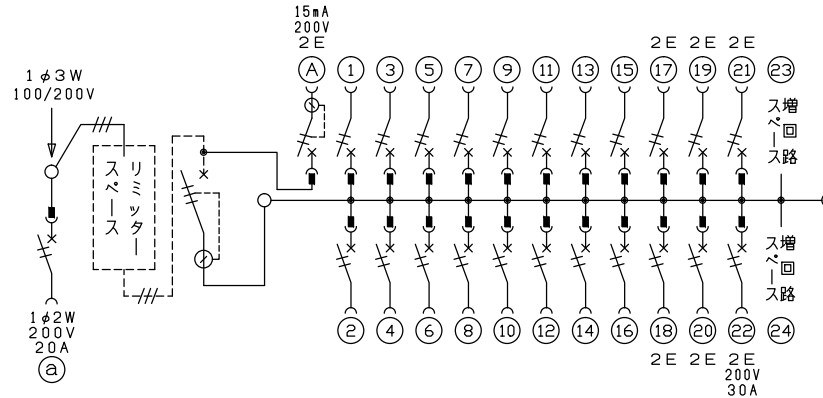 15mA
200V
2E
2E 2E 2E
A 1 3 5 7 9 11 13 15 17 19 21 23
1φ3W
100/200V
リミッター
スペース
増回路
スペース
増回路
スペース
1φ2W
200V
20A
a
2 4 6 8 10 12 14 16 18 20 22 24
2E 2E 2E
200V
30A